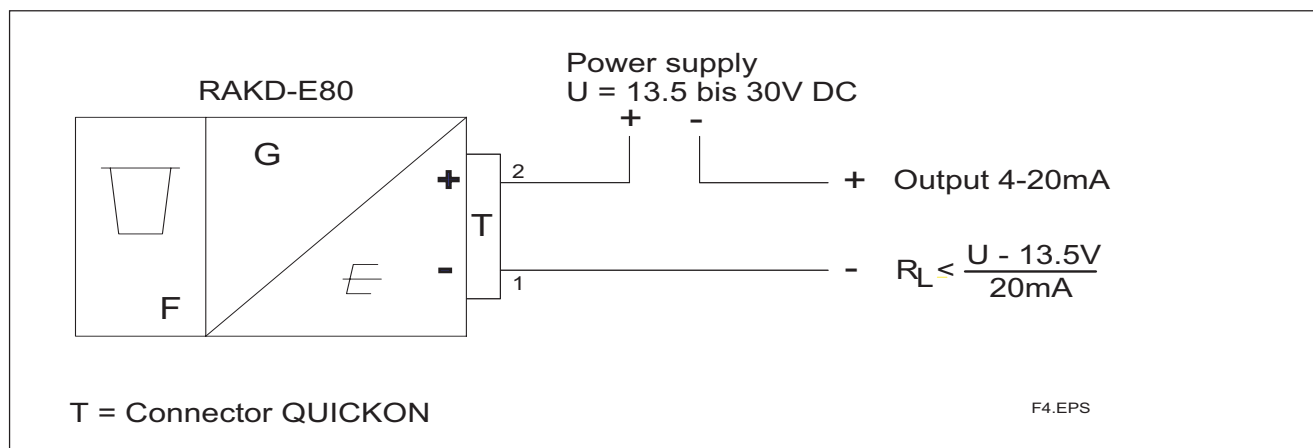 Power supply
U = 13.5 bis 30V DC
+ -
RAKD-E80
G
F
+
-
T
2
1
+ Output 4-20mA
- RL < U - 13.5V
20mA
T = Connector QUICKON
F4.EPS